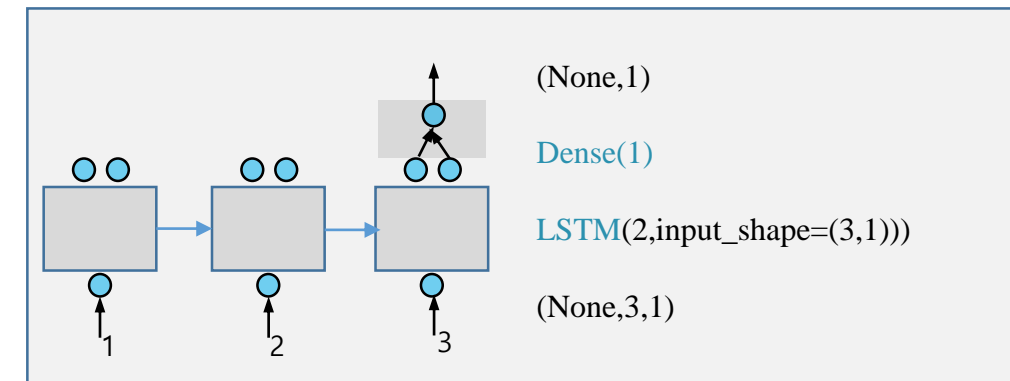 (None,1)
Dense(1)
LSTM(2,input_shape=(3,1)))
(None,3,1)
1 2 3